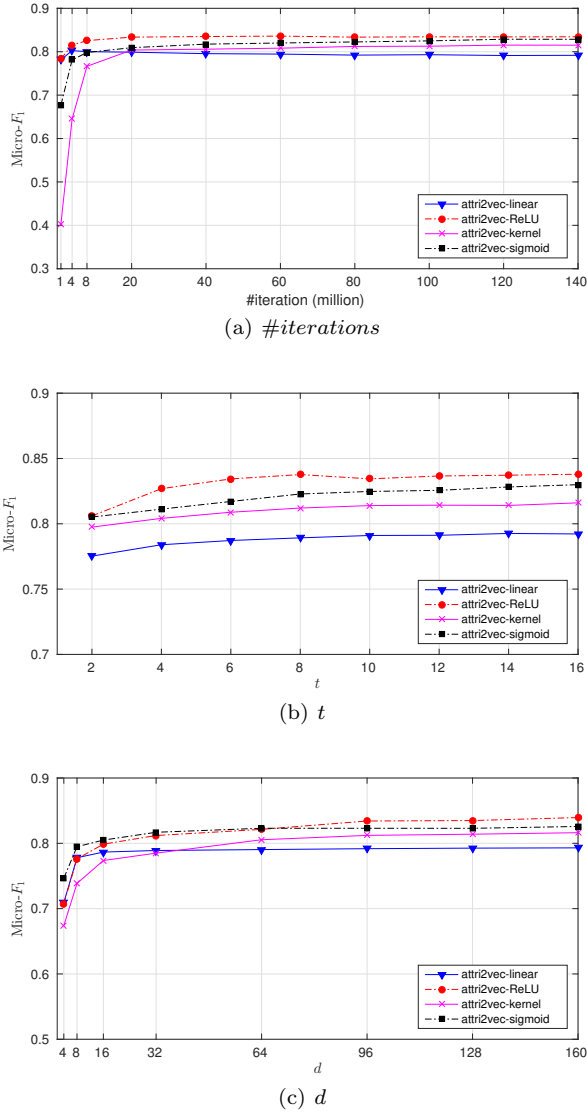 0.9
0.8
0.7
0.6
0.5
0.4
0.3
Micro-F₁
1 4 8 20 40 60 80 100 120 140
#iteration (million)
attri2vec-linear
attri2vec-ReLU
attri2vec-kernel
attri2vec-sigmoid
(a) #iterations
0.9
0.85
0.8
0.75
0.7
Micro-F₁
2 4 6 8 10 12 14 16
t
attri2vec-linear
attri2vec-ReLU
attri2vec-kernel
attri2vec-sigmoid
(b) t
0.9
0.8
0.7
0.6
0.5
Micro-F₁
4 8 16 32 64 96 128 160
d
attri2vec-linear
attri2vec-ReLU
attri2vec-kernel
attri2vec-sigmoid
(c) d